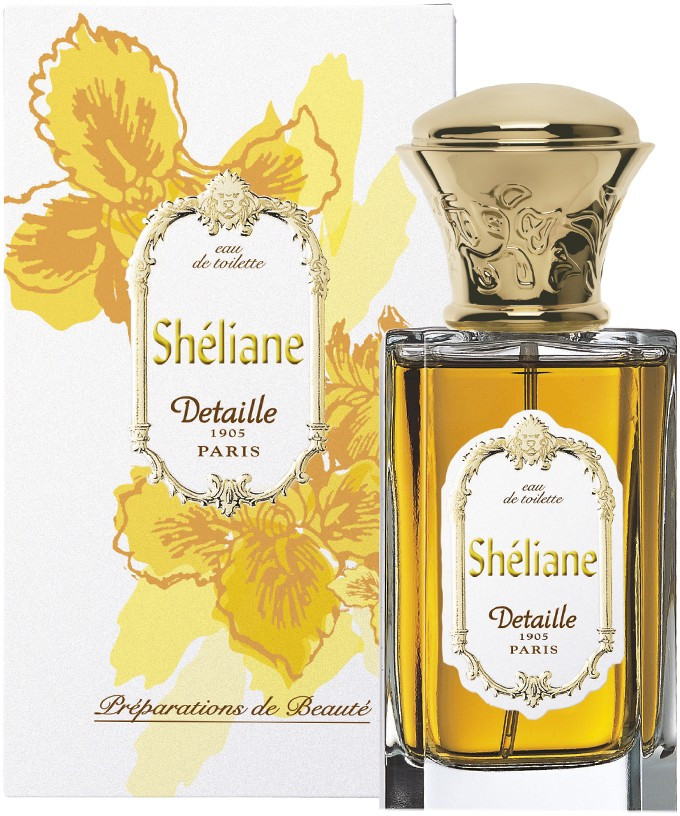 eau
de toilette
Shéliane
Detaille
1905
PARIS
Préparations de Beauté
eau
de toilette
Shéliane
Detaille
1905
PARIS